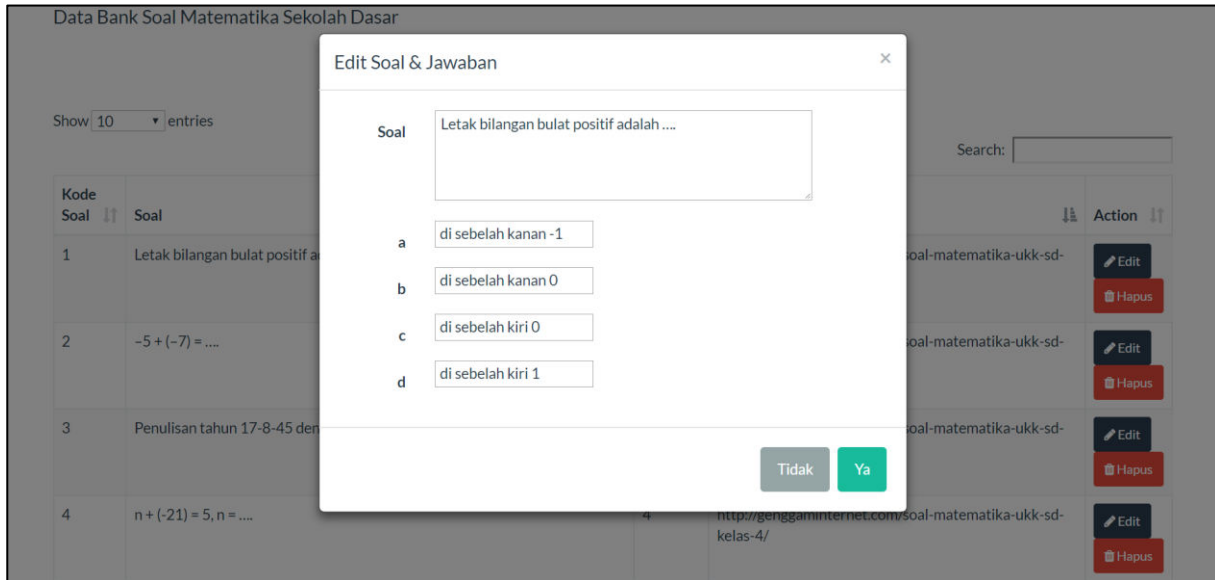 Data Bank Soal Matematika Sekolah Dasar
Edit Soal & Jawaban ×
Show 10 entries
Search:
Soal
Letak bilangan bulat positif adalah ....
a di sebelah kanan -1
b di sebelah kanan 0
c di sebelah kiri 0
d di sebelah kiri 1
Tidak Ya
Kode
Soal Soal Action
1 Letak bilangan bulat positif soal-matematika-ukk-sd- Edit
Hapus
2 −5 + (−7) = .... soal-matematika-ukk-sd- Edit
Hapus
3 Penulisan tahun 17-8-45 soal-matematika-ukk-sd- Edit
Hapus
4 n + (-21) = 5, n = .... 4 http://genggaminternet.com/soal-matematika-ukk-sd- Edit
kelas-4/ Hapus